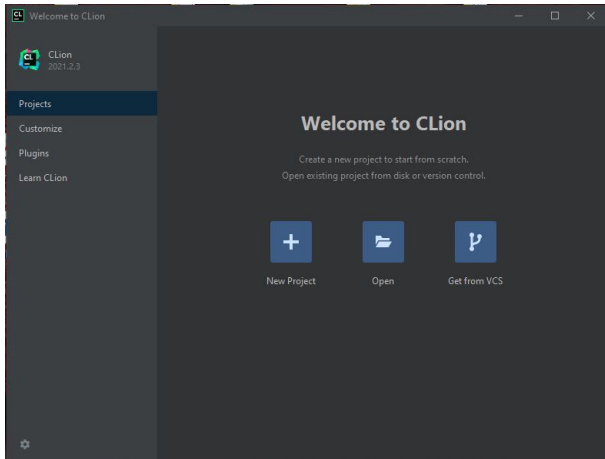 Welcome to CLion
CLion
2021.2.3
Projects
Customize
Plugins
Learn CLion
Welcome to CLion
Create a new project to start from scratch.
Open existing project from disk or version control.
New Project
Open
Get from VCS